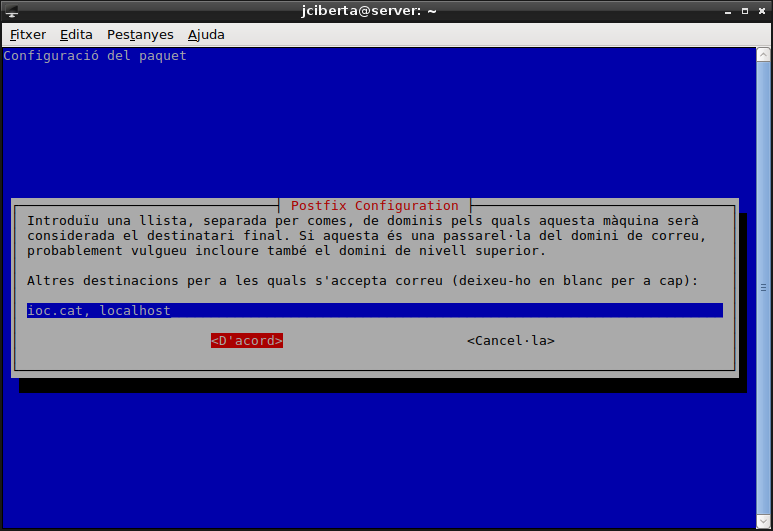 jciberta@server: ~
Fitxer Edita Pestanyes Ajuda
Configuració del paquet
Postfix Configuration
Introduïu una llista, separada per comes, de dominis pels quals aquesta màquina serà
considerada el destinatari final. Si aquesta és una passarel·la del domini de correu,
probablement vulgueu incloure també el domini de nivell superior.
Altres destinacions per a les quals s'accepta correu (deixeu-ho en blanc per a cap):
ioc.cat, localhost
<D'acord> <Cancel·la>